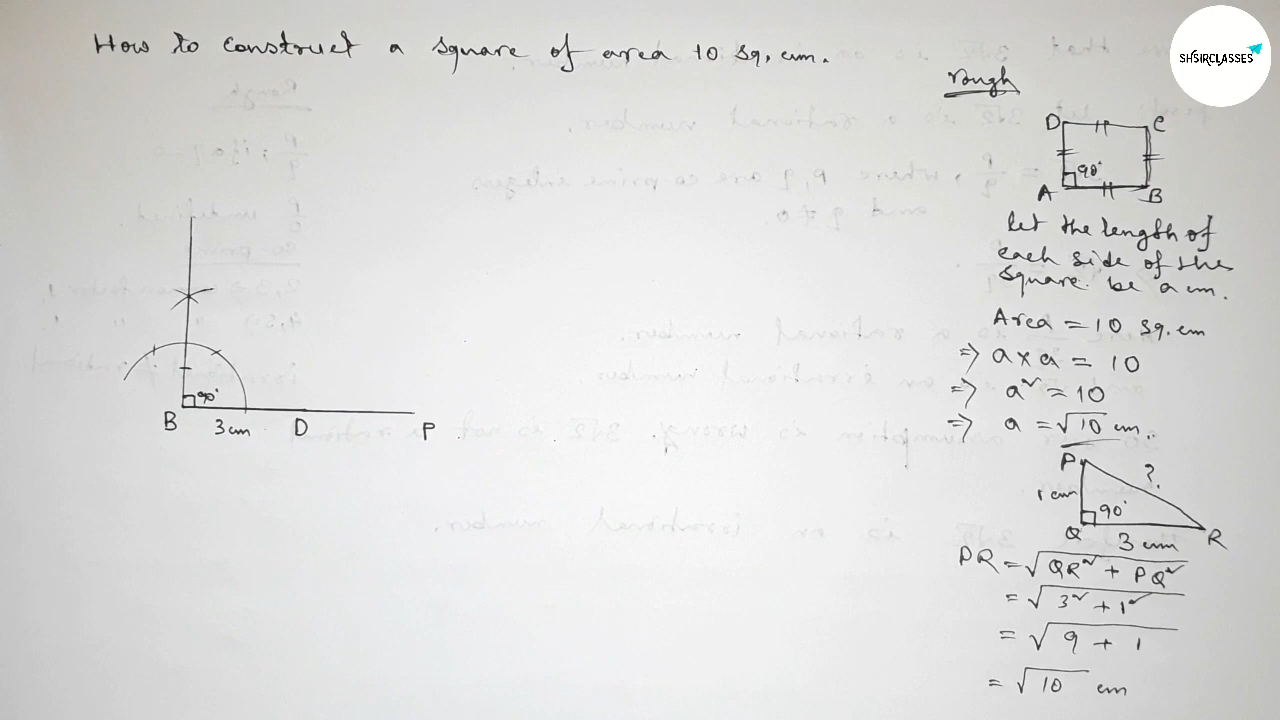 How to construct a square of area 10 sq. cm.
SHSIRCLASSES
rough
D C
90°
A B
let the length of
each side of the
square be a cm.
Area = 10 sq. cm
⇒ a × a = 10
⇒ a² = 10
⇒ a = √10 cm.
90°
B 3 cm D P
P ?
1 cm
90°
Q 3 cm R
PR = √QR² + PQ²
= √3² + 1²
= √9 + 1
= √10 cm